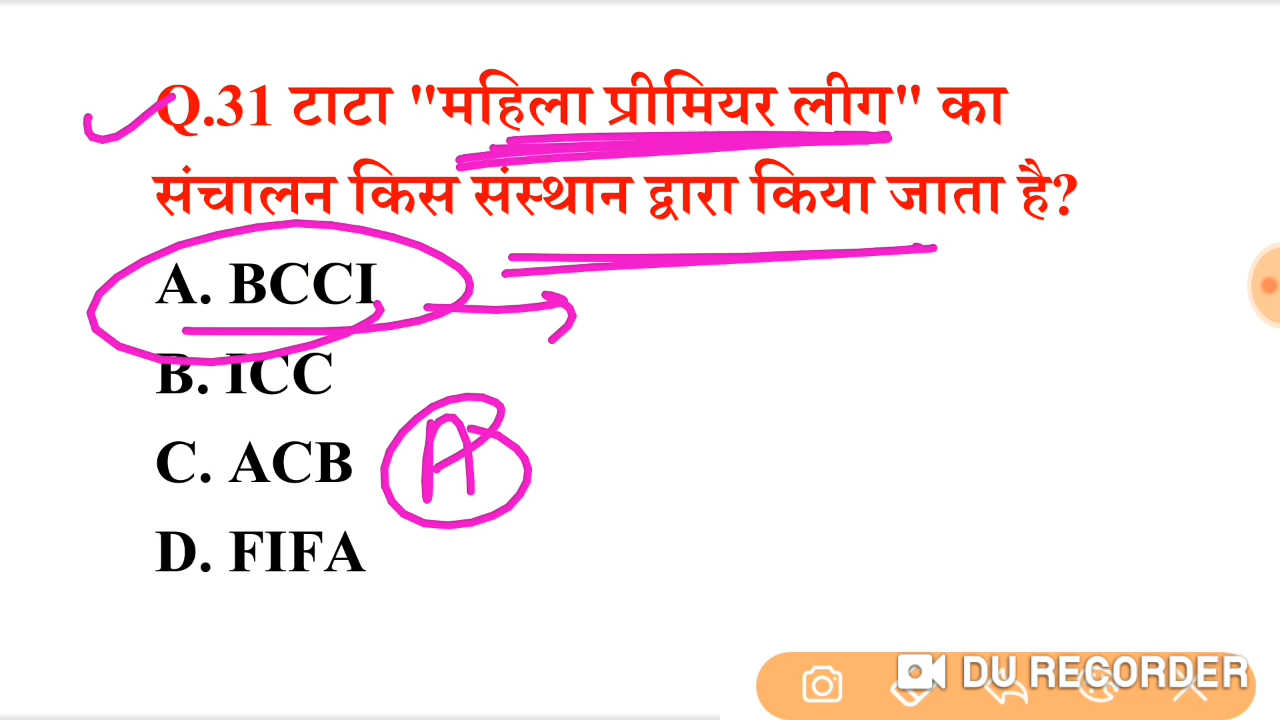 Q.31 टाटा "महिला प्रीमियर लीग" का
संचालन किस संस्थान द्वारा किया जाता है?
A. BCCI
B. ICC
C. ACB
A
D. FIFA
DU RECORDER